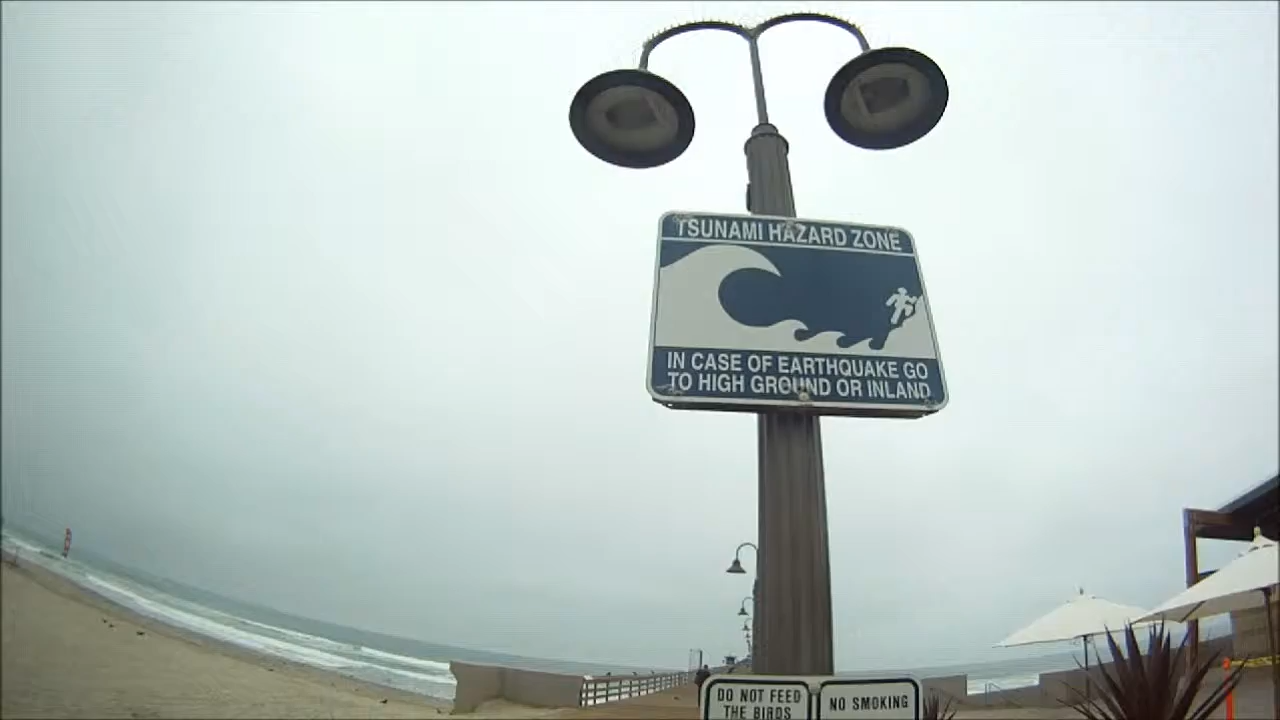 TSUNAMI HAZARD ZONE
IN CASE OF EARTHQUAKE GO
TO HIGH GROUND OR INLAND
DO NOT FEED
THE BIRDS
NO SMOKING